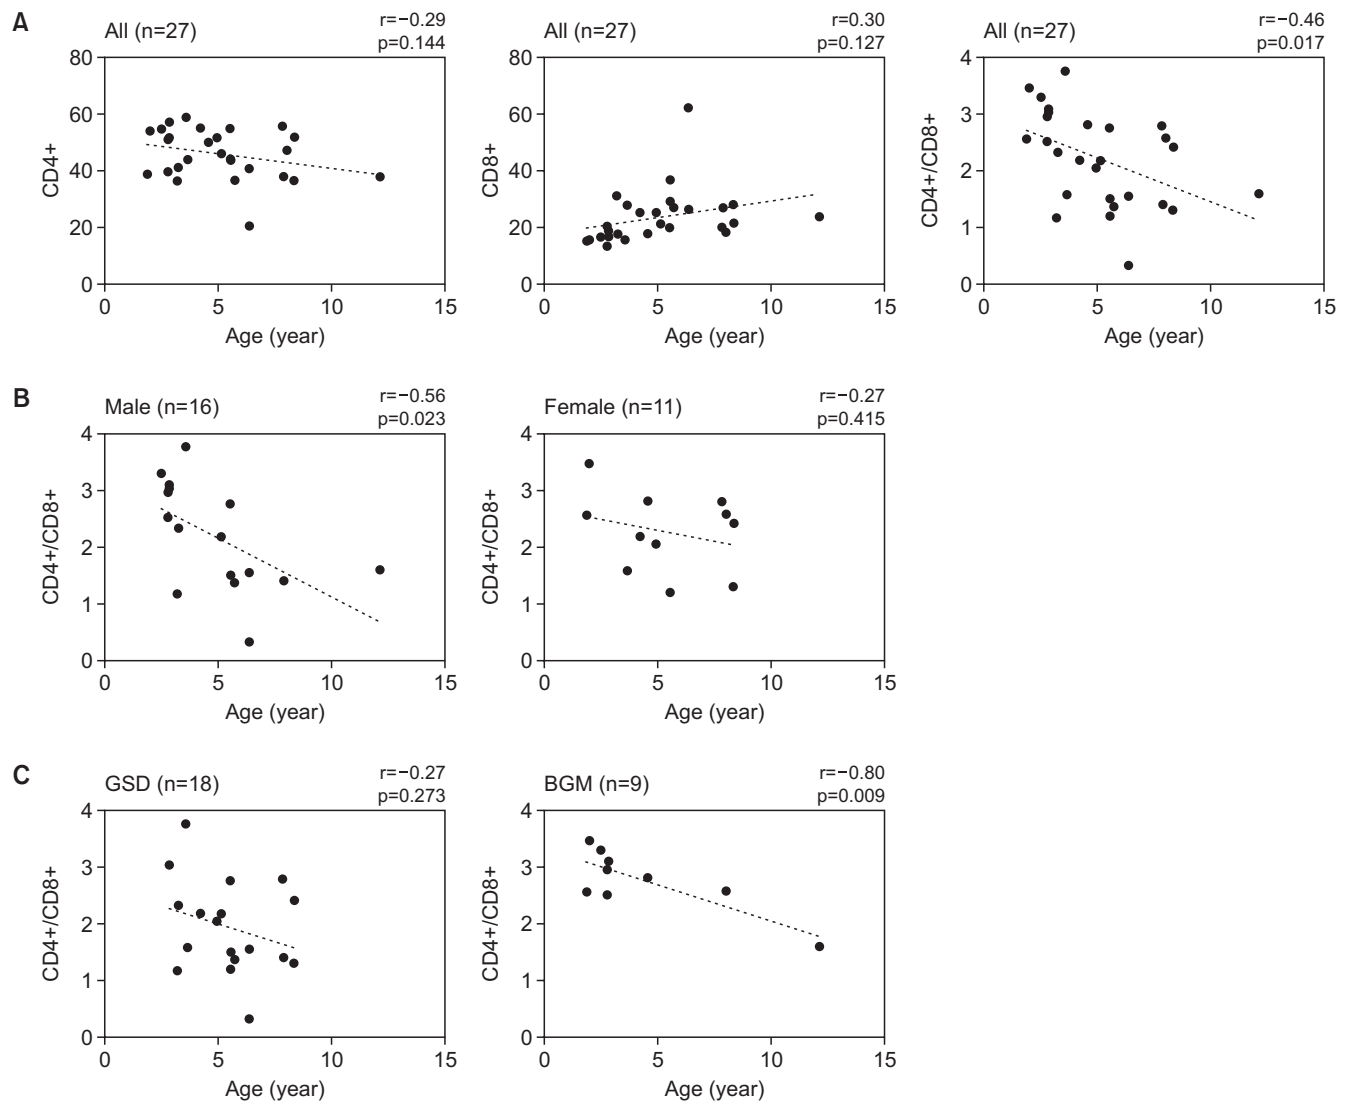 A
All (n=27)
r=−0.29
p=0.144
CD4+
80
60
40
20
0
0 5 10 15
Age (year)
All (n=27)
r=0.30
p=0.127
CD8+
80
60
40
20
0
0 5 10 15
Age (year)
All (n=27)
r=−0.46
p=0.017
CD4+/CD8+
4
3
2
1
0
0 5 10 15
Age (year)
B
Male (n=16)
r=−0.56
p=0.023
CD4+/CD8+
4
3
2
1
0
0 5 10 15
Age (year)
Female (n=11)
r=−0.27
p=0.415
CD4+/CD8+
4
3
2
1
0
0 5 10 15
Age (year)
C
GSD (n=18)
r=−0.27
p=0.273
CD4+/CD8+
4
3
2
1
0
0 5 10 15
Age (year)
BGM (n=9)
r=−0.80
p=0.009
CD4+/CD8+
4
3
2
1
0
0 5 10 15
Age (year)